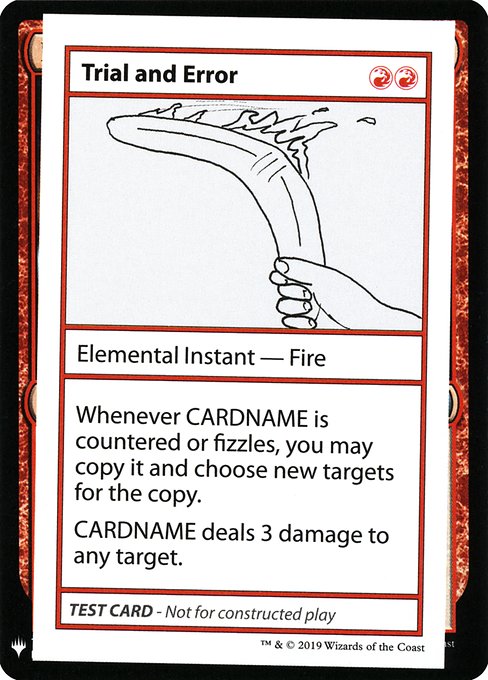 Trial and Error
Elemental Instant — Fire
Whenever CARDNAME is
countered or fizzles, you may
copy it and choose new targets
for the copy.
CARDNAME deals 3 damage to
any target.
TEST CARD - Not for constructed play
™ & © 2019 Wizards of the Coast